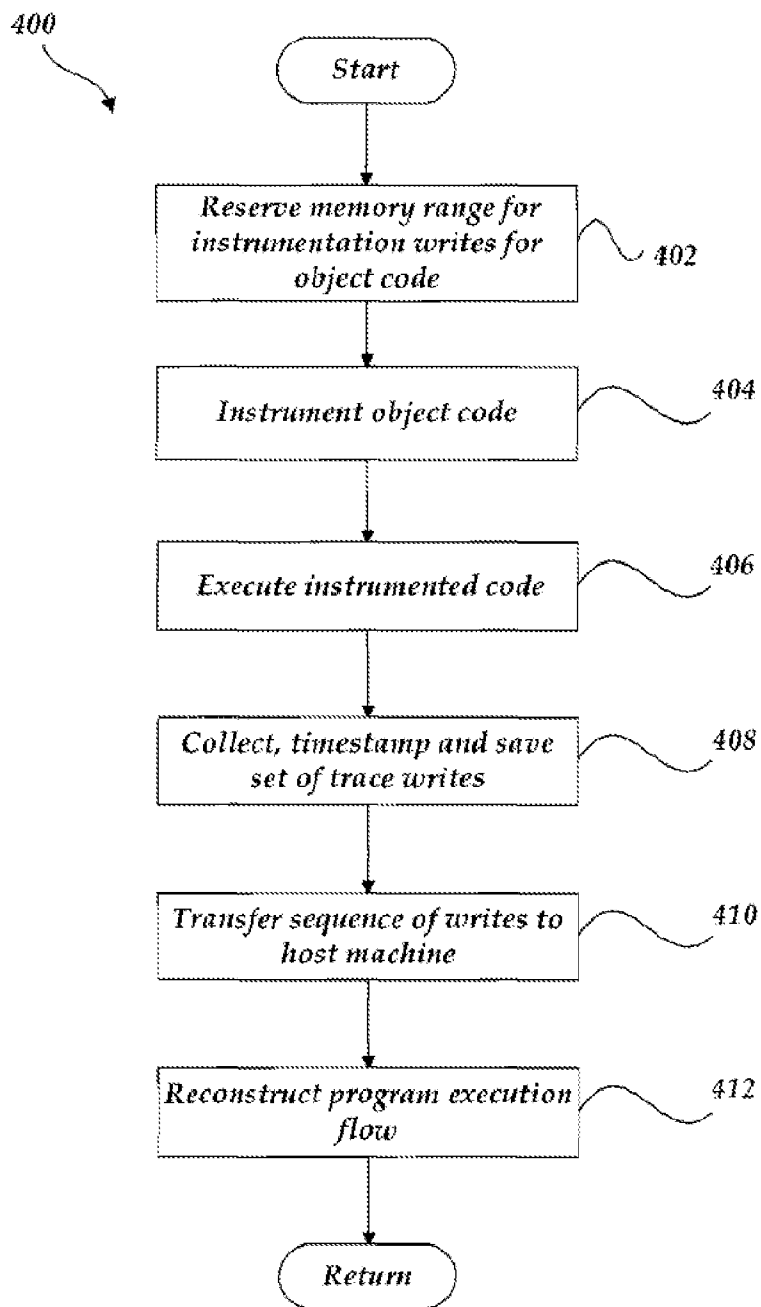 400
Start
Reserve memory range for
instrumentation writes for
object code
402
Instrument object code
404
Execute instrumented code
406
Collect, timestamp and save
set of trace writes
408
Transfer sequence of writes to
host machine
410
Reconstruct program execution
flow
412
Return